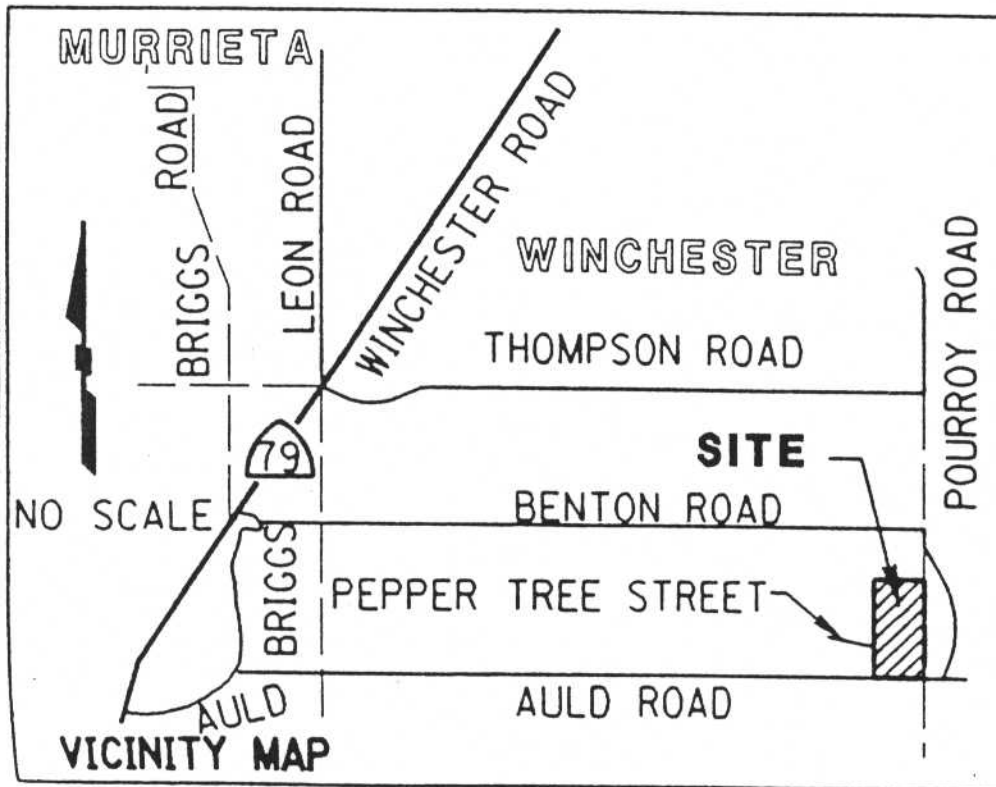 MURRIETA
BRIGGS ROAD
LEON ROAD
WINCHESTER ROAD
WINCHESTER
POURROY ROAD
THOMPSON ROAD
79
SITE
NO SCALE
BENTON ROAD
BRIGGS
PEPPER TREE STREET
AULD
AULD ROAD
VICINITY MAP